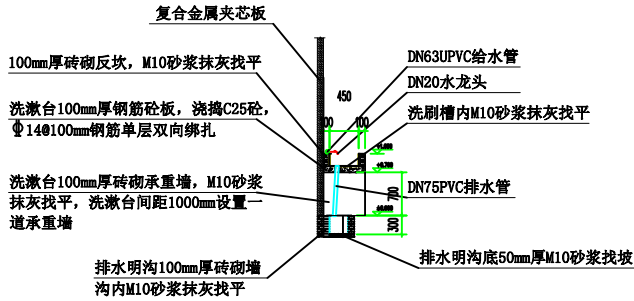 复合金属夹芯板
100mm厚砖砌反坎，M10砂浆抹灰找平
DN63UPVC给水管
DN20水龙头
450
洗漱台100mm厚钢筋砼板，浇捣C25砼，
Φ14@100mm钢筋单层双向绑扎
100
洗刷槽内M10砂浆抹灰找平
洗漱台100mm厚砖砌承重墙，M10砂浆
抹灰找平，洗漱台间距1000mm设置一
道承重墙
DN75PVC排水管
700
300
排水明沟100mm厚砖砌墙
沟内M10砂浆抹灰找平
排水明沟底50mm厚M10砂浆找坡